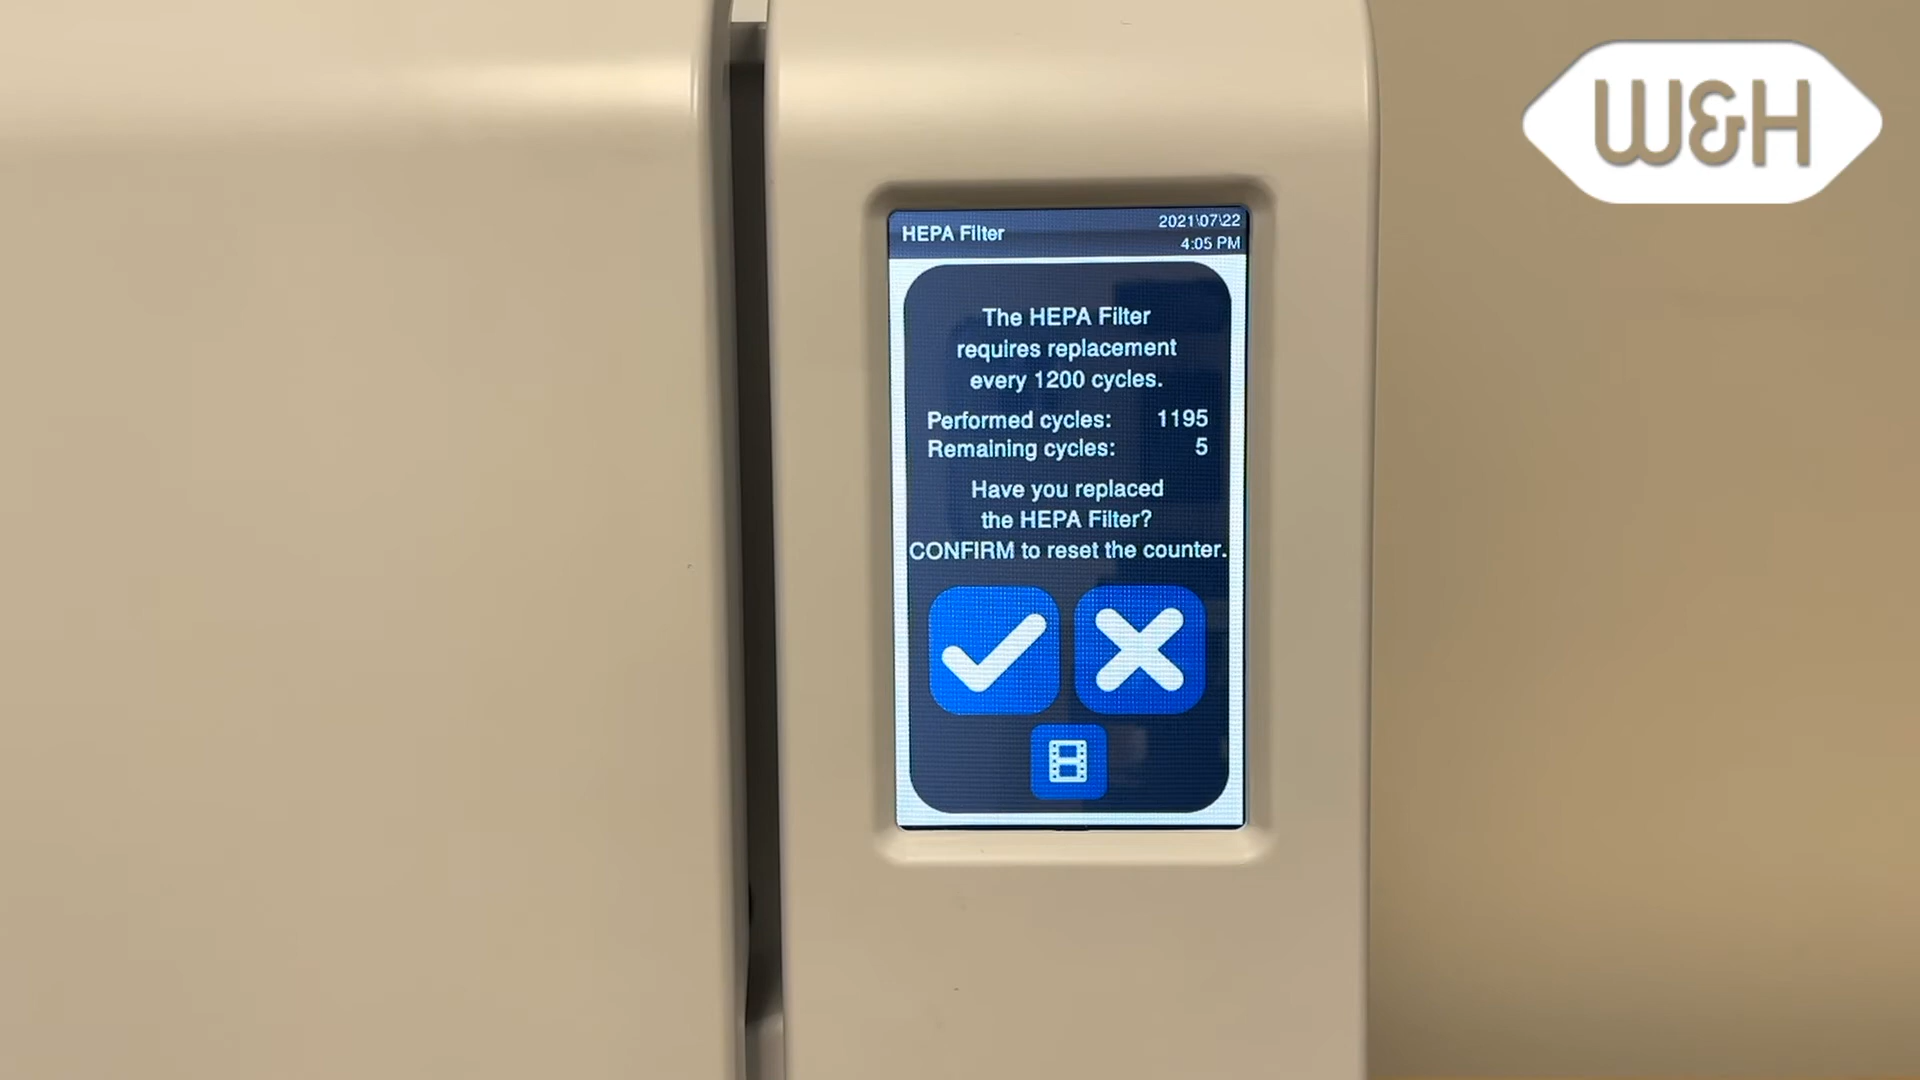 W&H
HEPA Filter
2021\07\22
4:05 PM
The HEPA Filter
requires replacement
every 1200 cycles.
Performed cycles: 1195
Remaining cycles: 5
Have you replaced
the HEPA Filter?
CONFIRM to reset the counter.